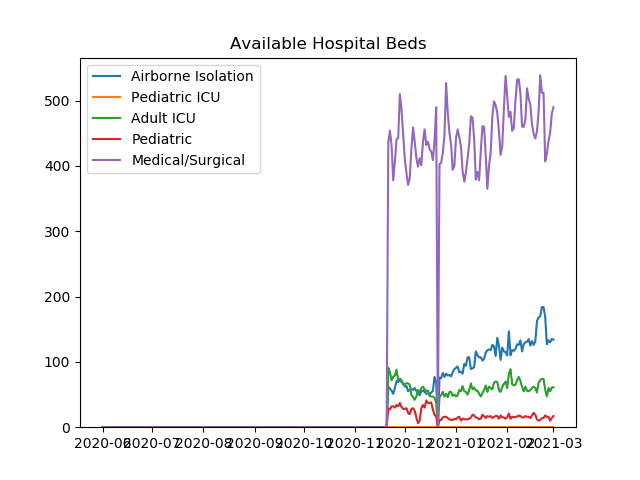 Available Hospital Beds
Airborne Isolation
Pediatric ICU
Adult ICU
Pediatric
Medical/Surgical
500
400
300
200
100
0
2020-06 2020-07 2020-08 2020-09 2020-10 2020-11 2020-12 2021-01 2021-02 2021-03